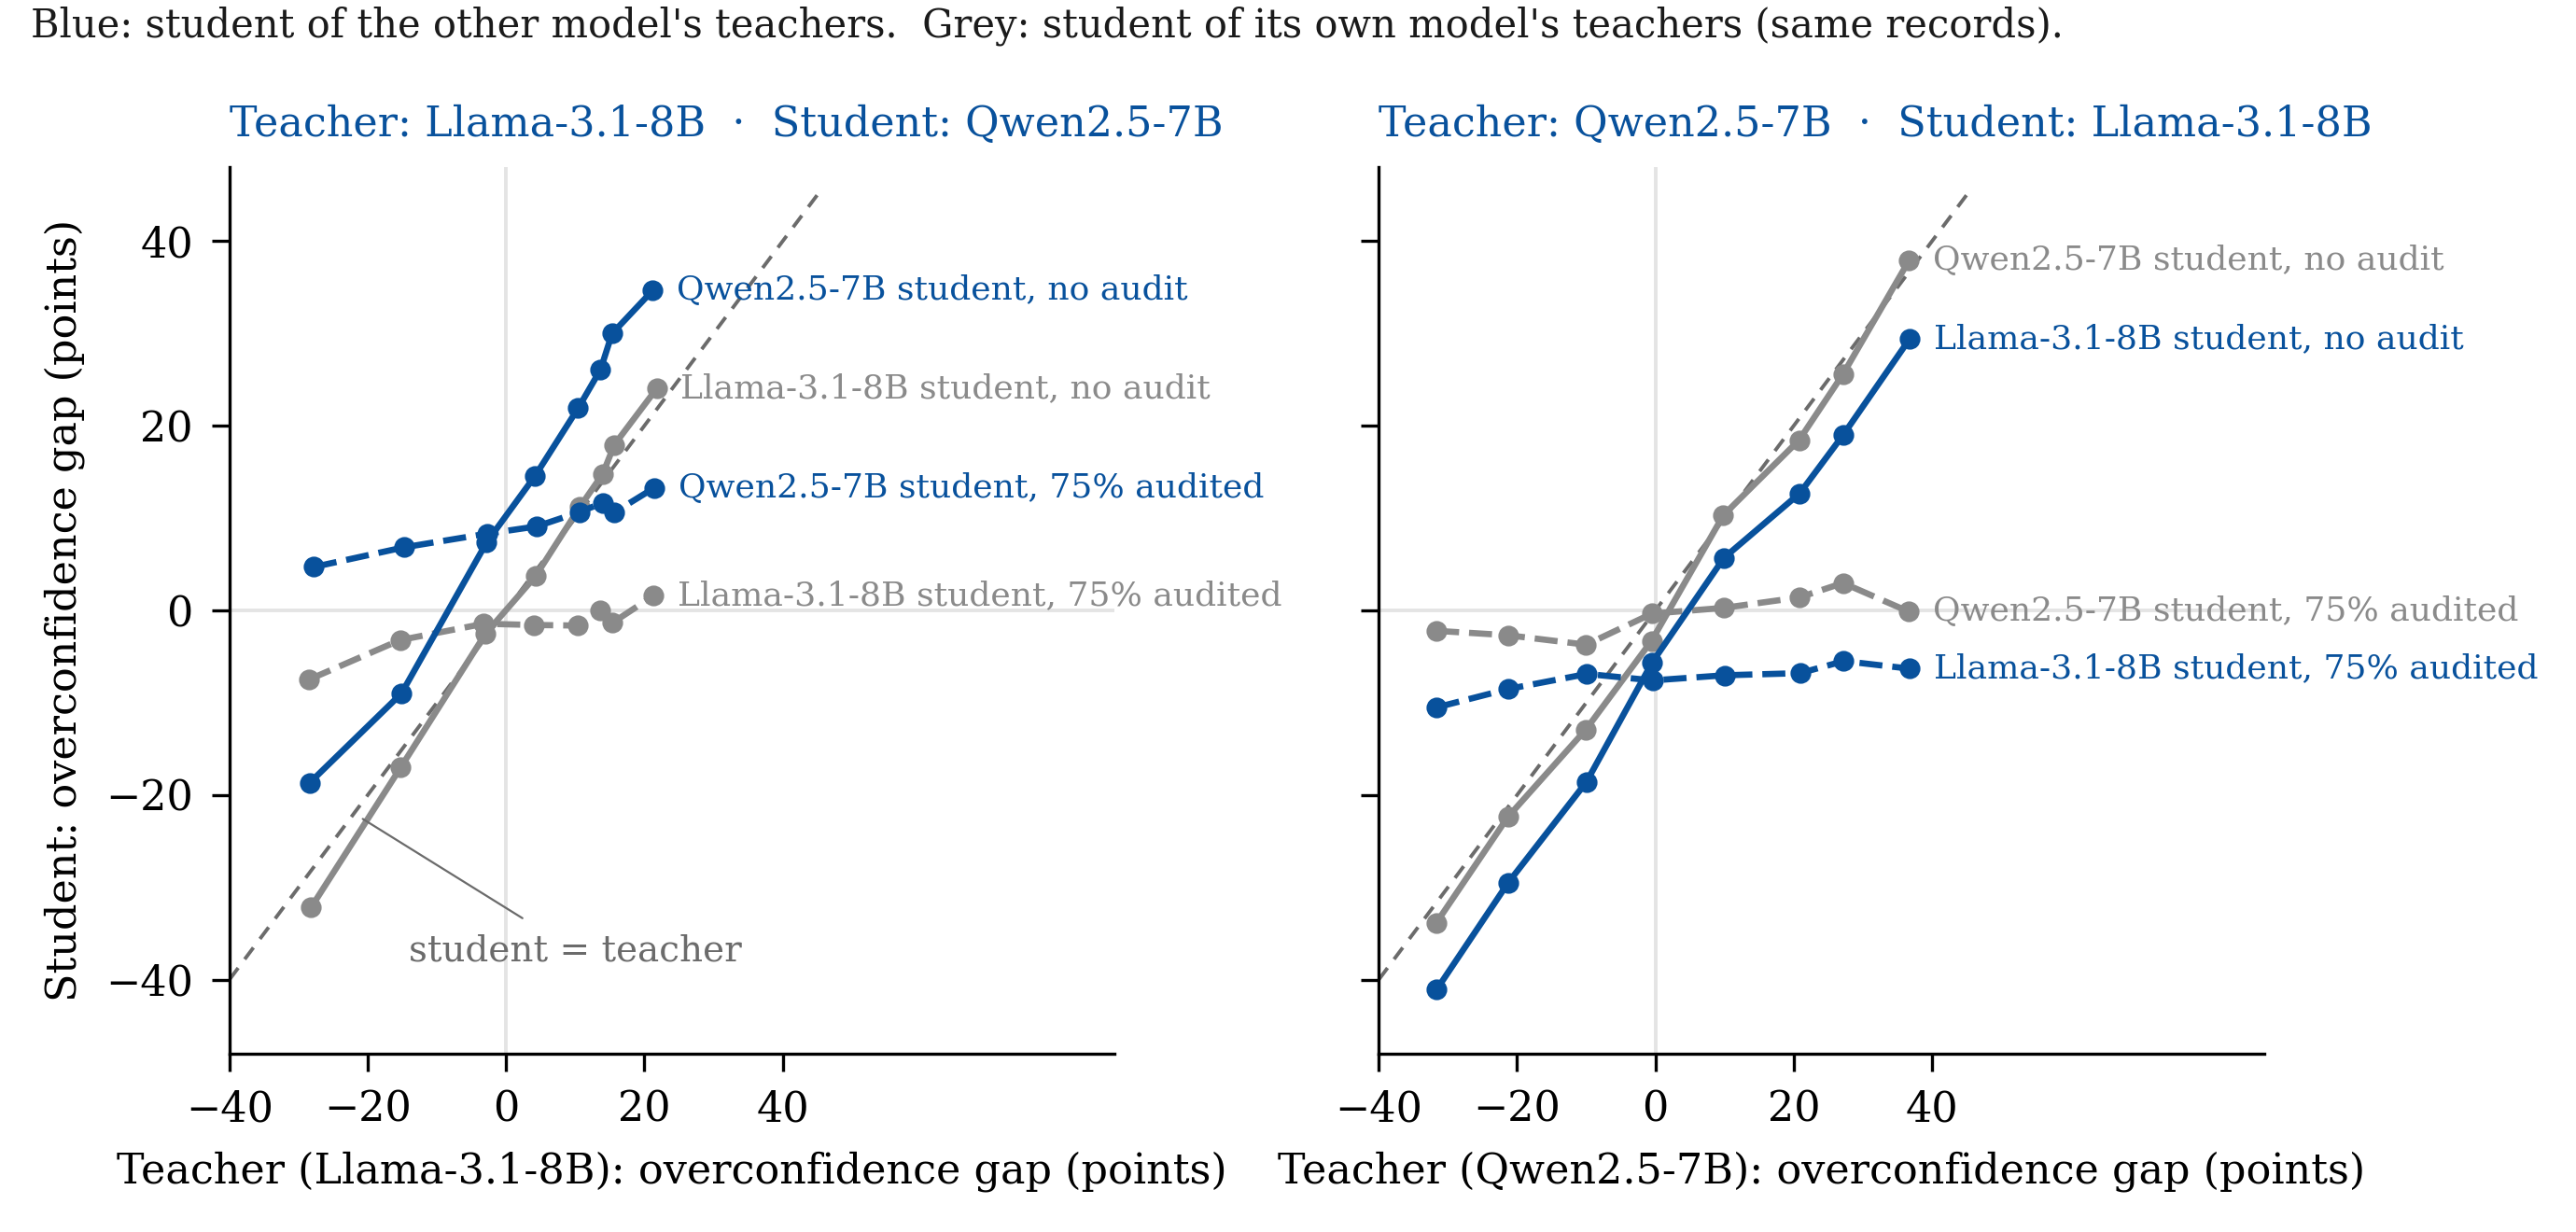 Blue: student of the other model's teachers.  Grey: student of its own model's teachers (same records).
Teacher: Llama-3.1-8B  ·  Student: Qwen2.5-7B
Student: overconfidence gap (points)
40
20
0
−20
−40
Qwen2.5-7B student, no audit
Llama-3.1-8B student, no audit
Qwen2.5-7B student, 75% audited
Llama-3.1-8B student, 75% audited
student = teacher
−40
−20
0
20
40
Teacher (Llama-3.1-8B): overconfidence gap (points)
Teacher: Qwen2.5-7B  ·  Student: Llama-3.1-8B
Qwen2.5-7B student, no audit
Llama-3.1-8B student, no audit
Qwen2.5-7B student, 75% audited
Llama-3.1-8B student, 75% audited
−40
−20
0
20
40
Teacher (Qwen2.5-7B): overconfidence gap (points)